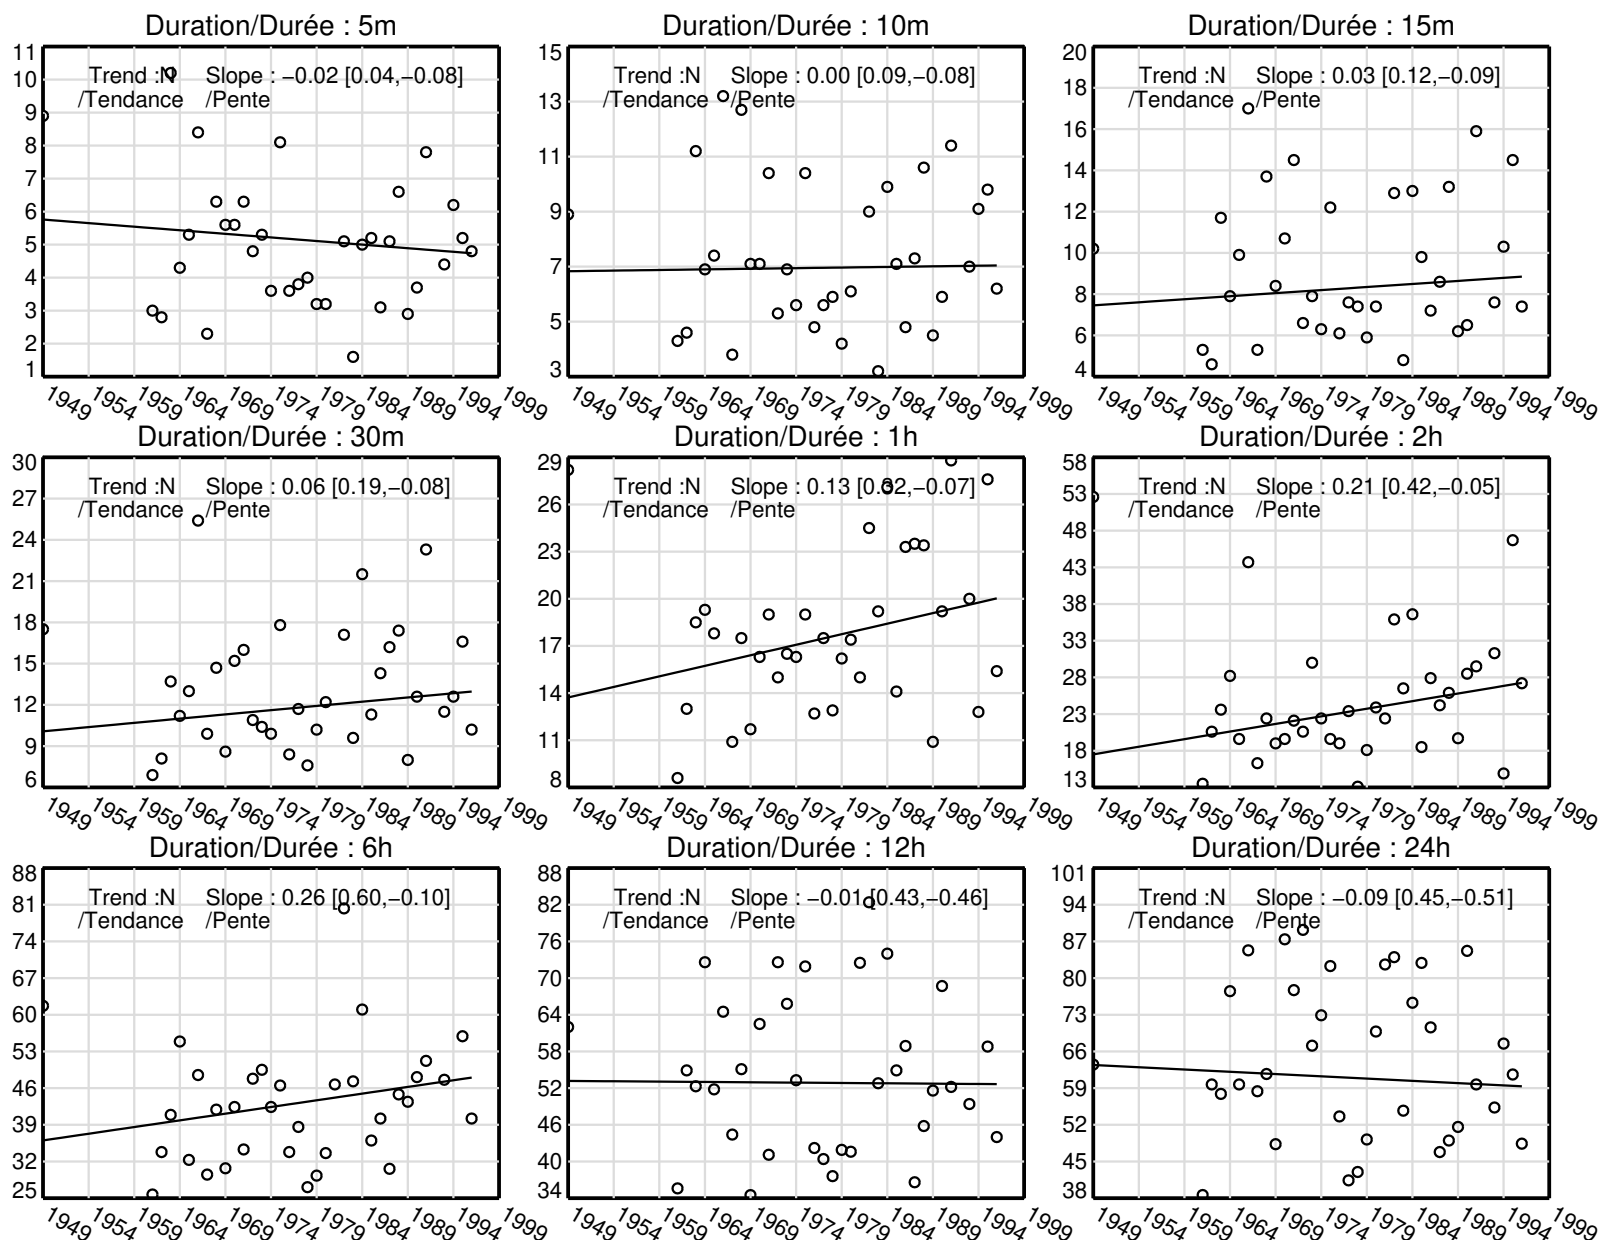 Duration/Durée : 5m
Trend :N Slope : −0.02 [0.04,−0.08]
/Tendance /Pente
11
10
9
8
7
6
5
4
3
2
1
1949 1954 1959 1964 1969 1974 1979 1984 1989 1994 1999
Duration/Durée : 10m
Trend :N Slope : 0.00 [0.09,−0.08]
/Tendance /Pente
15
13
11
9
7
5
3
1949 1954 1959 1964 1969 1974 1979 1984 1989 1994 1999
Duration/Durée : 15m
Trend :N Slope : 0.03 [0.12,−0.09]
/Tendance /Pente
20
18
16
14
12
10
8
6
4
1949 1954 1959 1964 1969 1974 1979 1984 1989 1994 1999
Duration/Durée : 30m
Trend :N Slope : 0.06 [0.19,−0.08]
/Tendance /Pente
30
27
24
21
18
15
12
9
6
1949 1954 1959 1964 1969 1974 1979 1984 1989 1994 1999
Duration/Durée : 1h
Trend :N Slope : 0.13 [0.32,−0.07]
/Tendance /Pente
29
26
23
20
17
14
11
8
1949 1954 1959 1964 1969 1974 1979 1984 1989 1994 1999
Duration/Durée : 2h
Trend :N Slope : 0.21 [0.42,−0.05]
/Tendance /Pente
58
53
48
43
38
33
28
23
18
13
1949 1954 1959 1964 1969 1974 1979 1984 1989 1994 1999
Duration/Durée : 6h
Trend :N Slope : 0.26 [0.60,−0.10]
/Tendance /Pente
88
81
74
67
60
53
46
39
32
25
1949 1954 1959 1964 1969 1974 1979 1984 1989 1994 1999
Duration/Durée : 12h
Trend :N Slope : −0.01 [0.43,−0.46]
/Tendance /Pente
88
82
76
70
64
58
52
46
40
34
1949 1954 1959 1964 1969 1974 1979 1984 1989 1994 1999
Duration/Durée : 24h
Trend :N Slope : −0.09 [0.45,−0.51]
/Tendance /Pente
101
94
87
80
73
66
59
52
45
38
1949 1954 1959 1964 1969 1974 1979 1984 1989 1994 1999